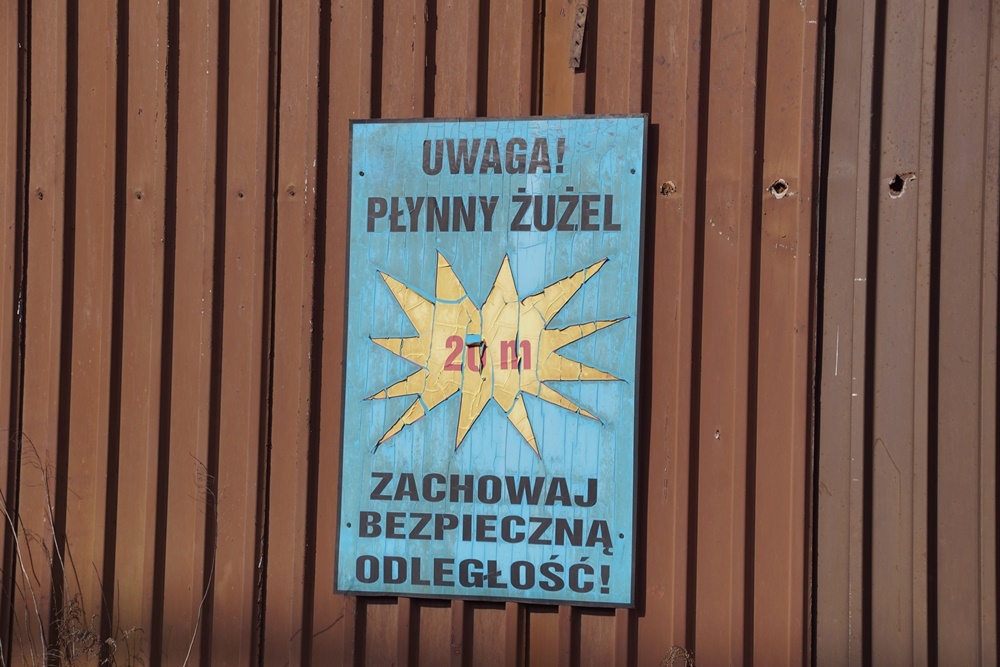 UWAGA!
PŁYNNY ŻUŻEL
20 m
ZACHOWAJ
BEZPIECZNĄ
ODLEGŁOŚĆ!